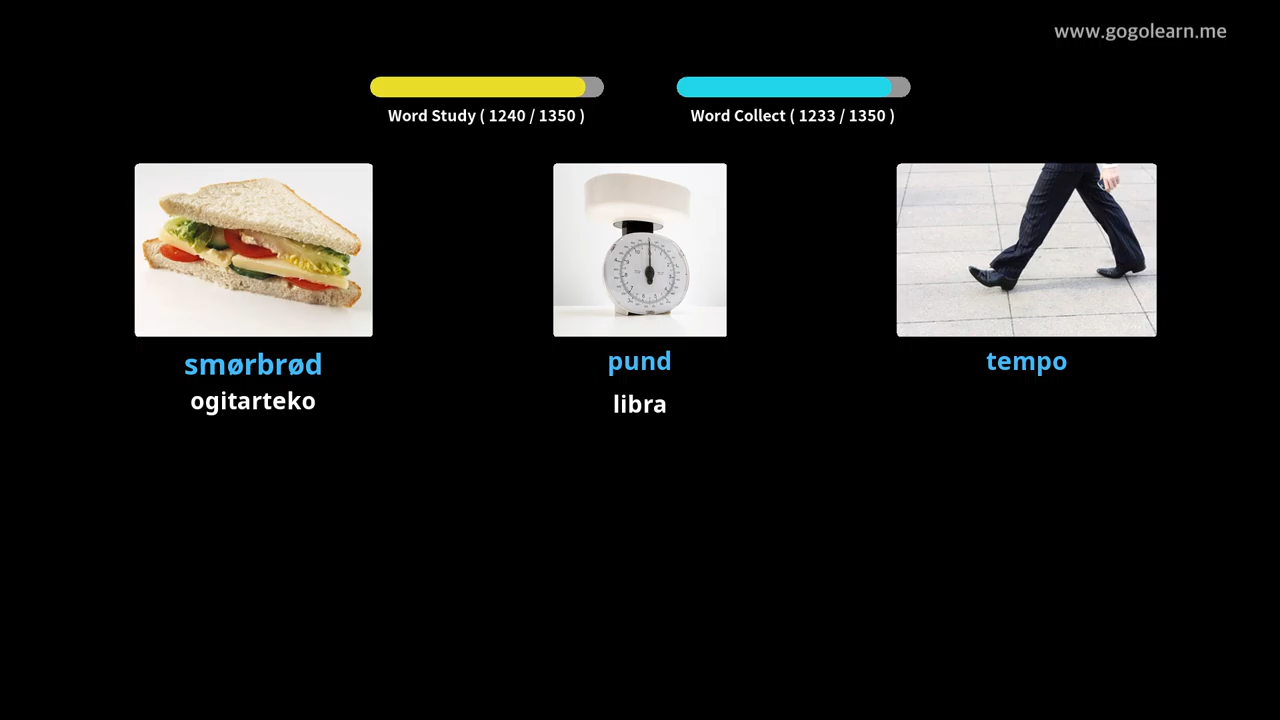 www.gogolearn.me
Word Study ( 1240 / 1350 )
Word Collect ( 1233 / 1350 )
smørbrød
ogitarteko
pund
libra
tempo